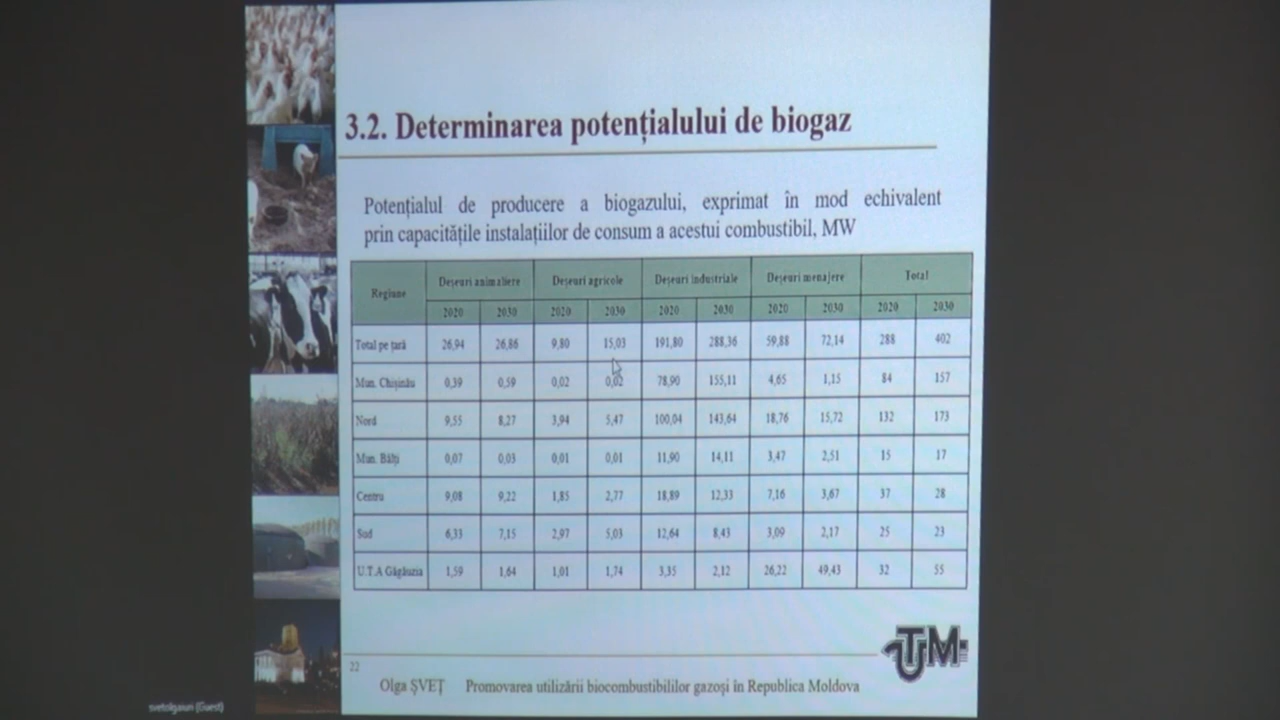 3.2. Determinarea potențialului de biogaz
Potențialul de producere a biogazului, exprimat în mod echivalent
prin capacitățile instalațiilor de consum a acestui combustibil, MW
Regiune Deșeuri animaliere Deșeuri agricole Deșeuri industriale Deșeuri menajere Total
2020 2030 2020 2030 2020 2030 2020 2030 2020 2030
Total pe țară 26,94 26,86 9,80 15,03 191,80 288,36 59,88 72,14 288 402
Mun. Chișinău 0,39 0,59 0,02 0,02 78,90 155,11 4,65 1,15 84 157
Nord 9,55 8,27 3,94 5,47 100,04 143,64 18,76 15,72 132 173
Mun. Bălți 0,07 0,03 0,01 0,01 11,90 14,11 3,47 2,51 15 17
Centru 9,08 9,22 1,85 2,77 18,89 12,33 7,16 3,67 37 28
Sud 6,33 7,15 2,97 5,03 12,64 8,43 3,09 2,17 25 23
U.T.A Găgăuzia 1,59 1,64 1,01 1,74 3,35 2,12 26,22 49,43 32 55
UTM
22
Olga ȘVEȚ Promovarea utilizării biocombustibililor gazoși în Republica Moldova
svetolgaiuri (Guest)